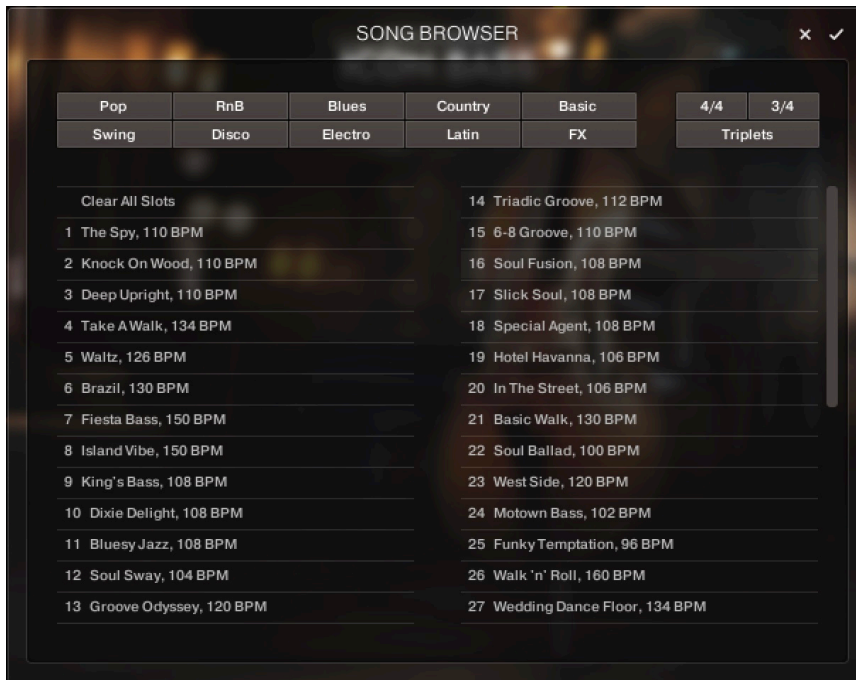 SONG BROWSER
Pop RnB Blues Country Basic 4/4 3/4
Swing Disco Electro Latin FX Triplets
Clear All Slots
1 The Spy, 110 BPM
2 Knock On Wood, 110 BPM
3 Deep Upright, 110 BPM
4 Take A Walk, 134 BPM
5 Waltz, 126 BPM
6 Brazil, 130 BPM
7 Fiesta Bass, 150 BPM
8 Island Vibe, 150 BPM
9 King's Bass, 108 BPM
10 Dixie Delight, 108 BPM
11 Bluesy Jazz, 108 BPM
12 Soul Sway, 104 BPM
13 Groove Odyssey, 120 BPM
14 Triadic Groove, 112 BPM
15 6-8 Groove, 110 BPM
16 Soul Fusion, 108 BPM
17 Slick Soul, 108 BPM
18 Special Agent, 108 BPM
19 Hotel Havanna, 106 BPM
20 In The Street, 106 BPM
21 Basic Walk, 130 BPM
22 Soul Ballad, 100 BPM
23 West Side, 120 BPM
24 Motown Bass, 102 BPM
25 Funky Temptation, 96 BPM
26 Walk 'n' Roll, 160 BPM
27 Wedding Dance Floor, 134 BPM